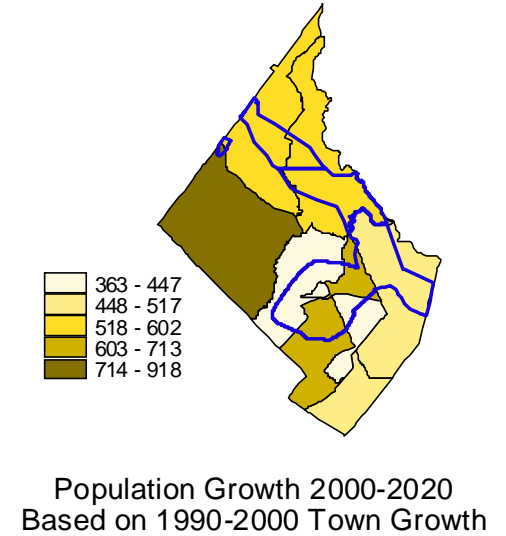 363 - 447
448 - 517
518 - 602
603 - 713
714 - 918
Population Growth 2000-2020
Based on 1990-2000 Town Growth